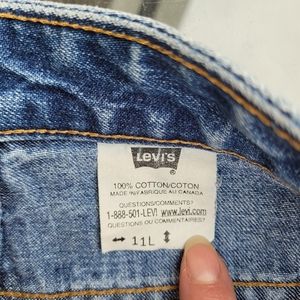 Levi's
®
100% COTTON/COTON
MADE IN/FABRIQUE AU CANADA
QUESTIONS/COMMENTS?
1-888-501-LEVI www.levi.com
QUESTIONS OU COMMENTAIRES?
↔ 11L ↕